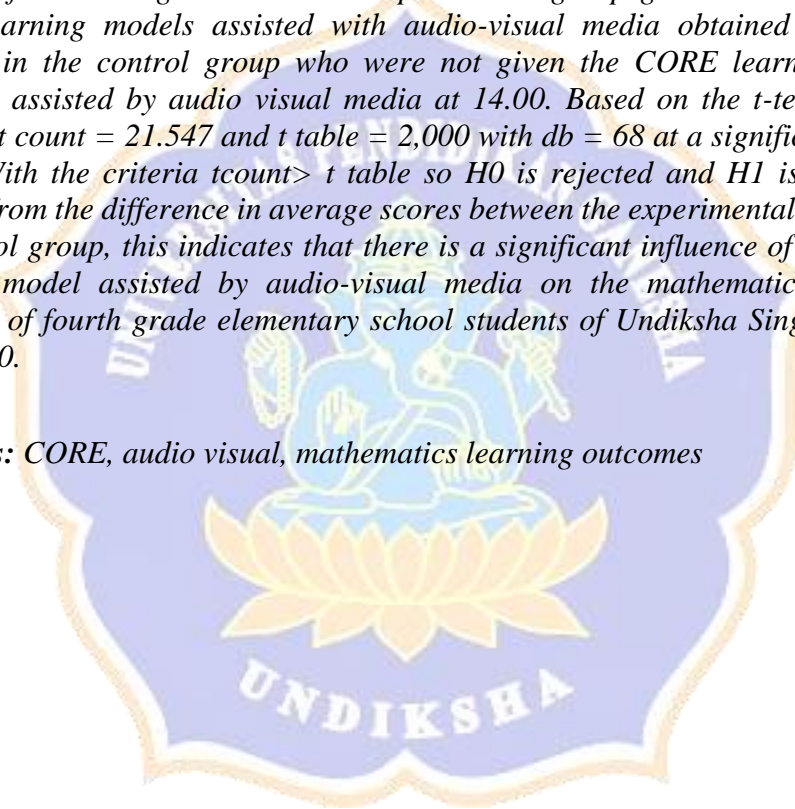 arning models assisted with audio-visual media obtained
in the control group who were not given the CORE learn
assisted by audio visual media at 14.00. Based on the t-te
t count = 21.547 and t table = 2,000 with db = 68 at a signific
With the criteria tcount> t table so H0 is rejected and H1 is
rom the difference in average scores between the experimental
ol group, this indicates that there is a significant influence of
model assisted by audio-visual media on the mathematic
of fourth grade elementary school students of Undiksha Sing
0.
s: CORE, audio visual, mathematics learning outcomes
UNIVERSITAS PENDIDIKAN GANESHA
UNDIKSHA